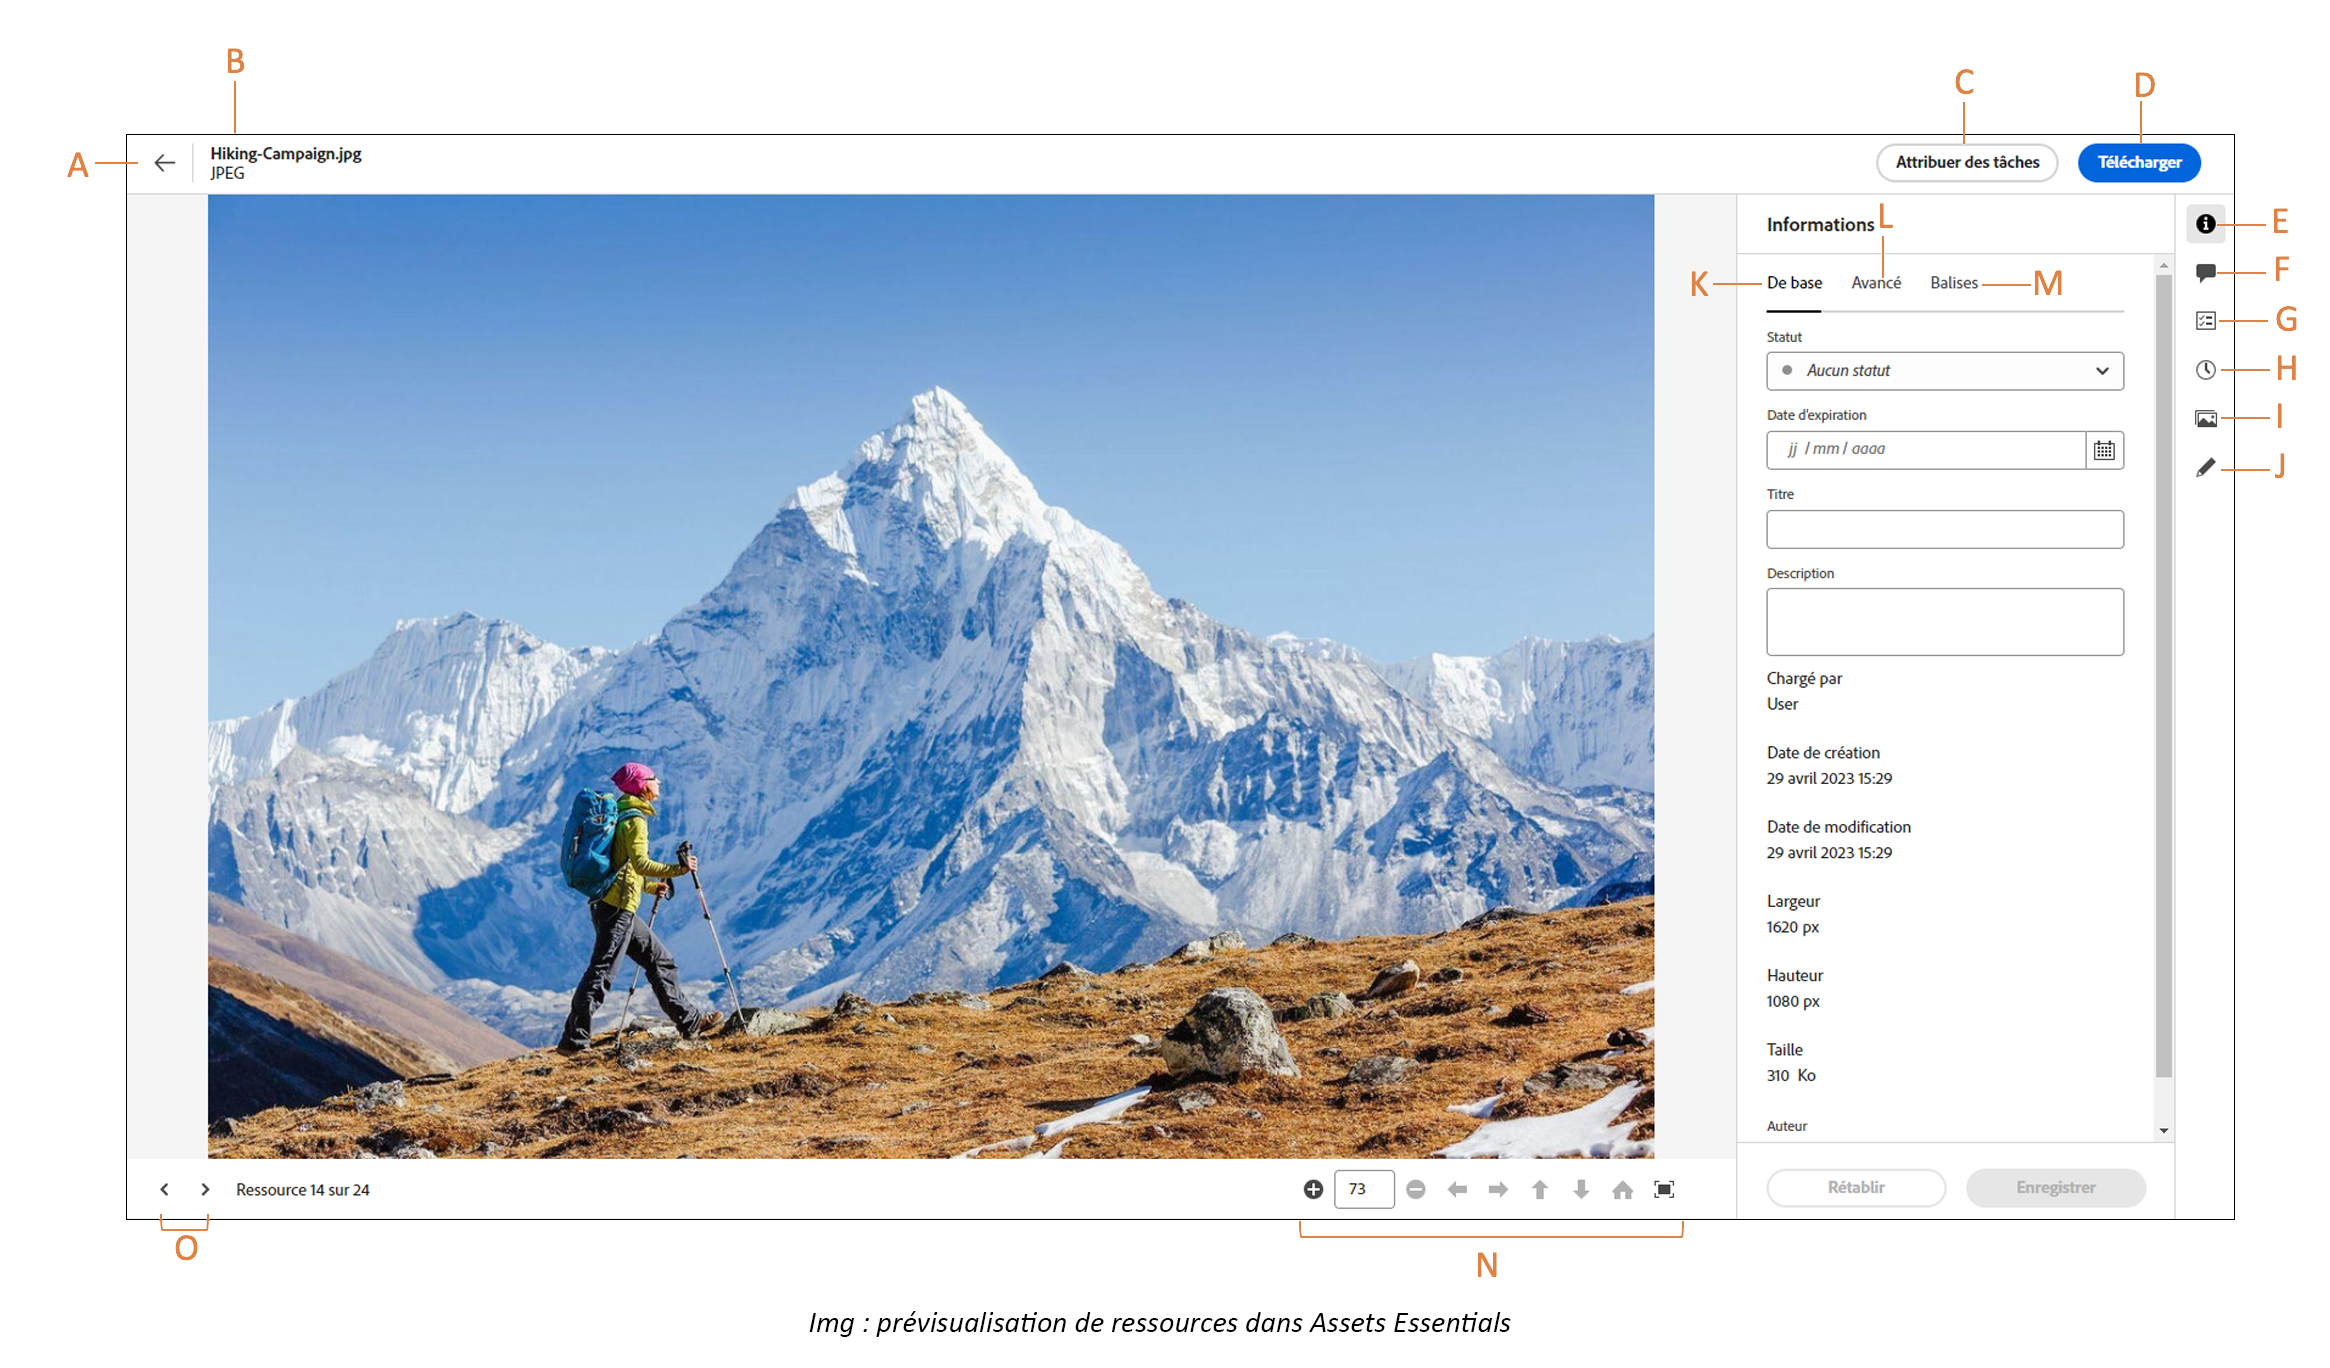 B
C
D
A
Hiking-Campaign.jpg
JPEG
Attribuer des tâches
Télécharger
Informations
L
E
K
De base
Avancé
Balises
M
F
G
H
I
J
Statut
Aucun statut
Date d'expiration
jj / mm / aaaa
Titre
Description
Chargé par
User
Date de création
29 avril 2023 15:29
Date de modification
29 avril 2023 15:29
Largeur
1620 px
Hauteur
1080 px
Taille
310 Ko
Auteur
Ressource 14 sur 24
73
Rétablir
Enregistrer
O
N
Img : prévisualisation de ressources dans Assets Essentials